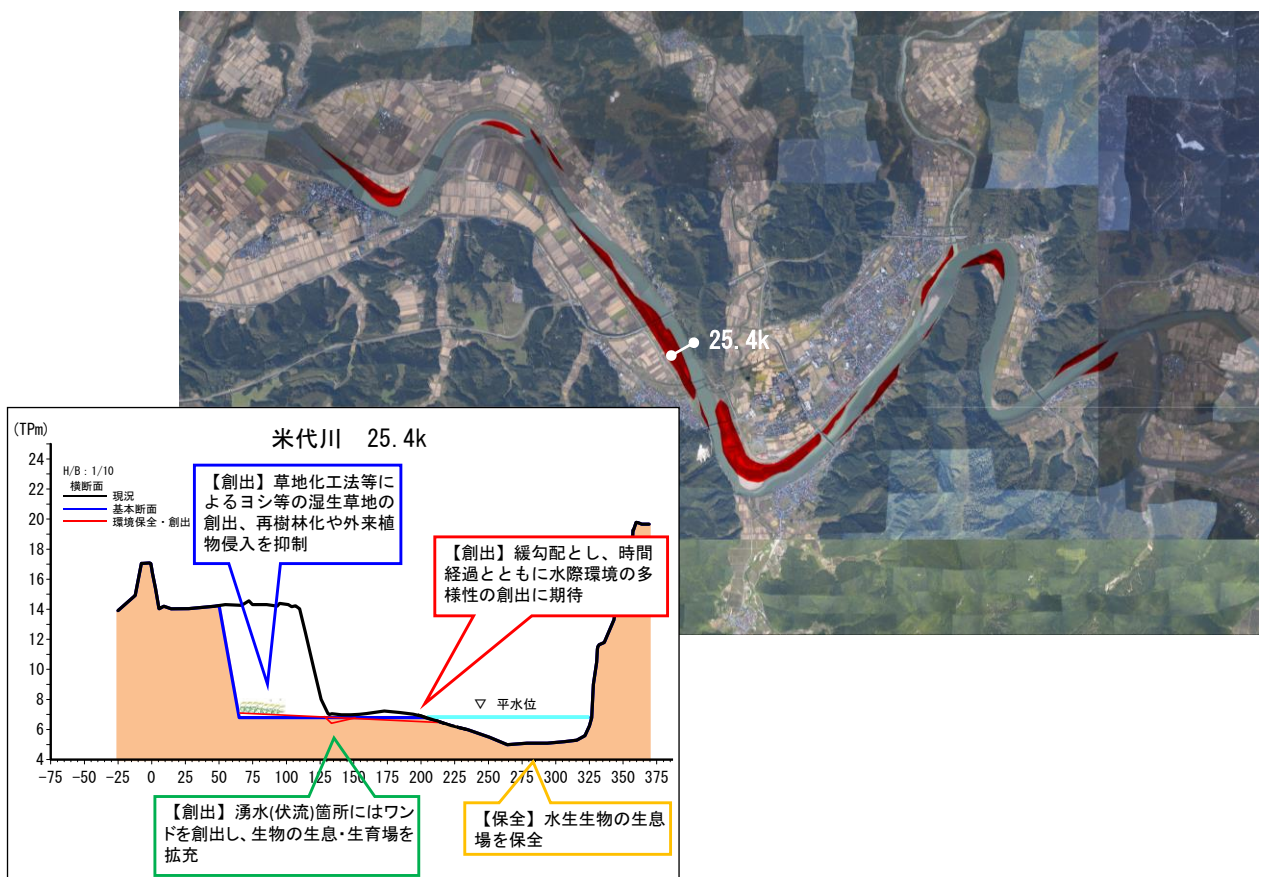 25.4k
(TPm)
米代川 25.4k
24
22
20
18
16
14
12
10
8
6
4
H/B：1/10
横断面
現況
基本断面
環境保全・創出
【創出】草地化工法等
によるヨシ等の湿生草地の
創出、再樹林化や外来植
物侵入を抑制
【創出】緩勾配とし、時間
経過とともに水際環境の多
様性の創出に期待
▽ 平水位
-75 -50 -25 0 25 50 75 100 125 150 175 200 225 250 275 300 325 350 375
【創出】湧水(伏流)箇所にはワン
ドを創出し、生物の生息・生育場を
拡充
【保全】水生生物の生息
場を保全